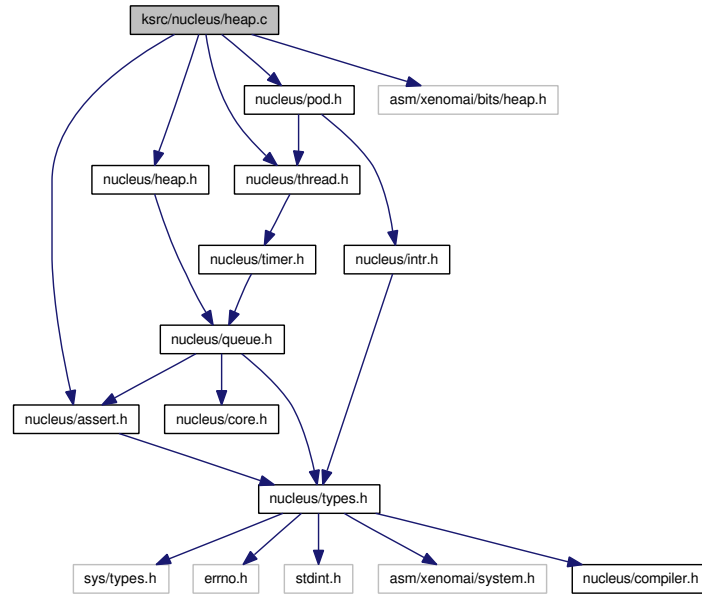 ksrc/nucleus/heap.c
nucleus/pod.h
asm/xenomai/bits/heap.h
nucleus/heap.h
nucleus/thread.h
nucleus/timer.h
nucleus/intr.h
nucleus/queue.h
nucleus/assert.h
nucleus/core.h
nucleus/types.h
sys/types.h
errno.h
stdint.h
asm/xenomai/system.h
nucleus/compiler.h